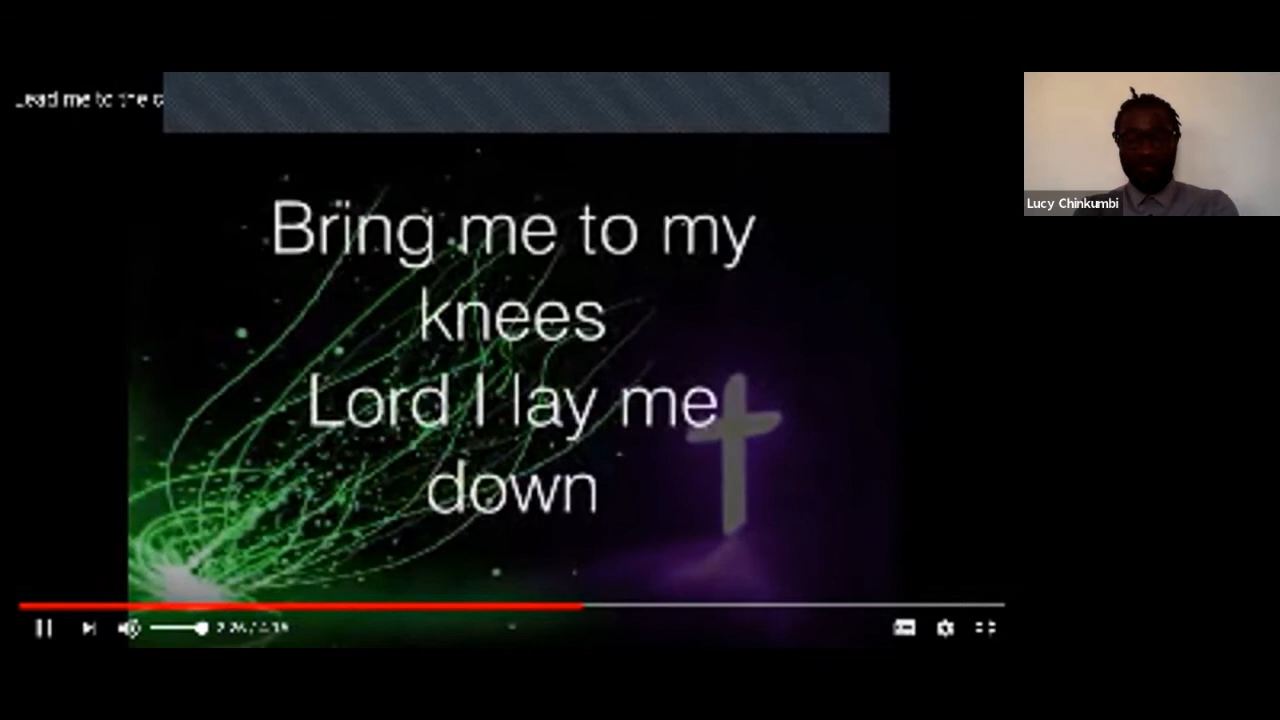 Lead me to the c
Lucy Chinkumbi
Bring me to my
knees
Lord I lay me
down